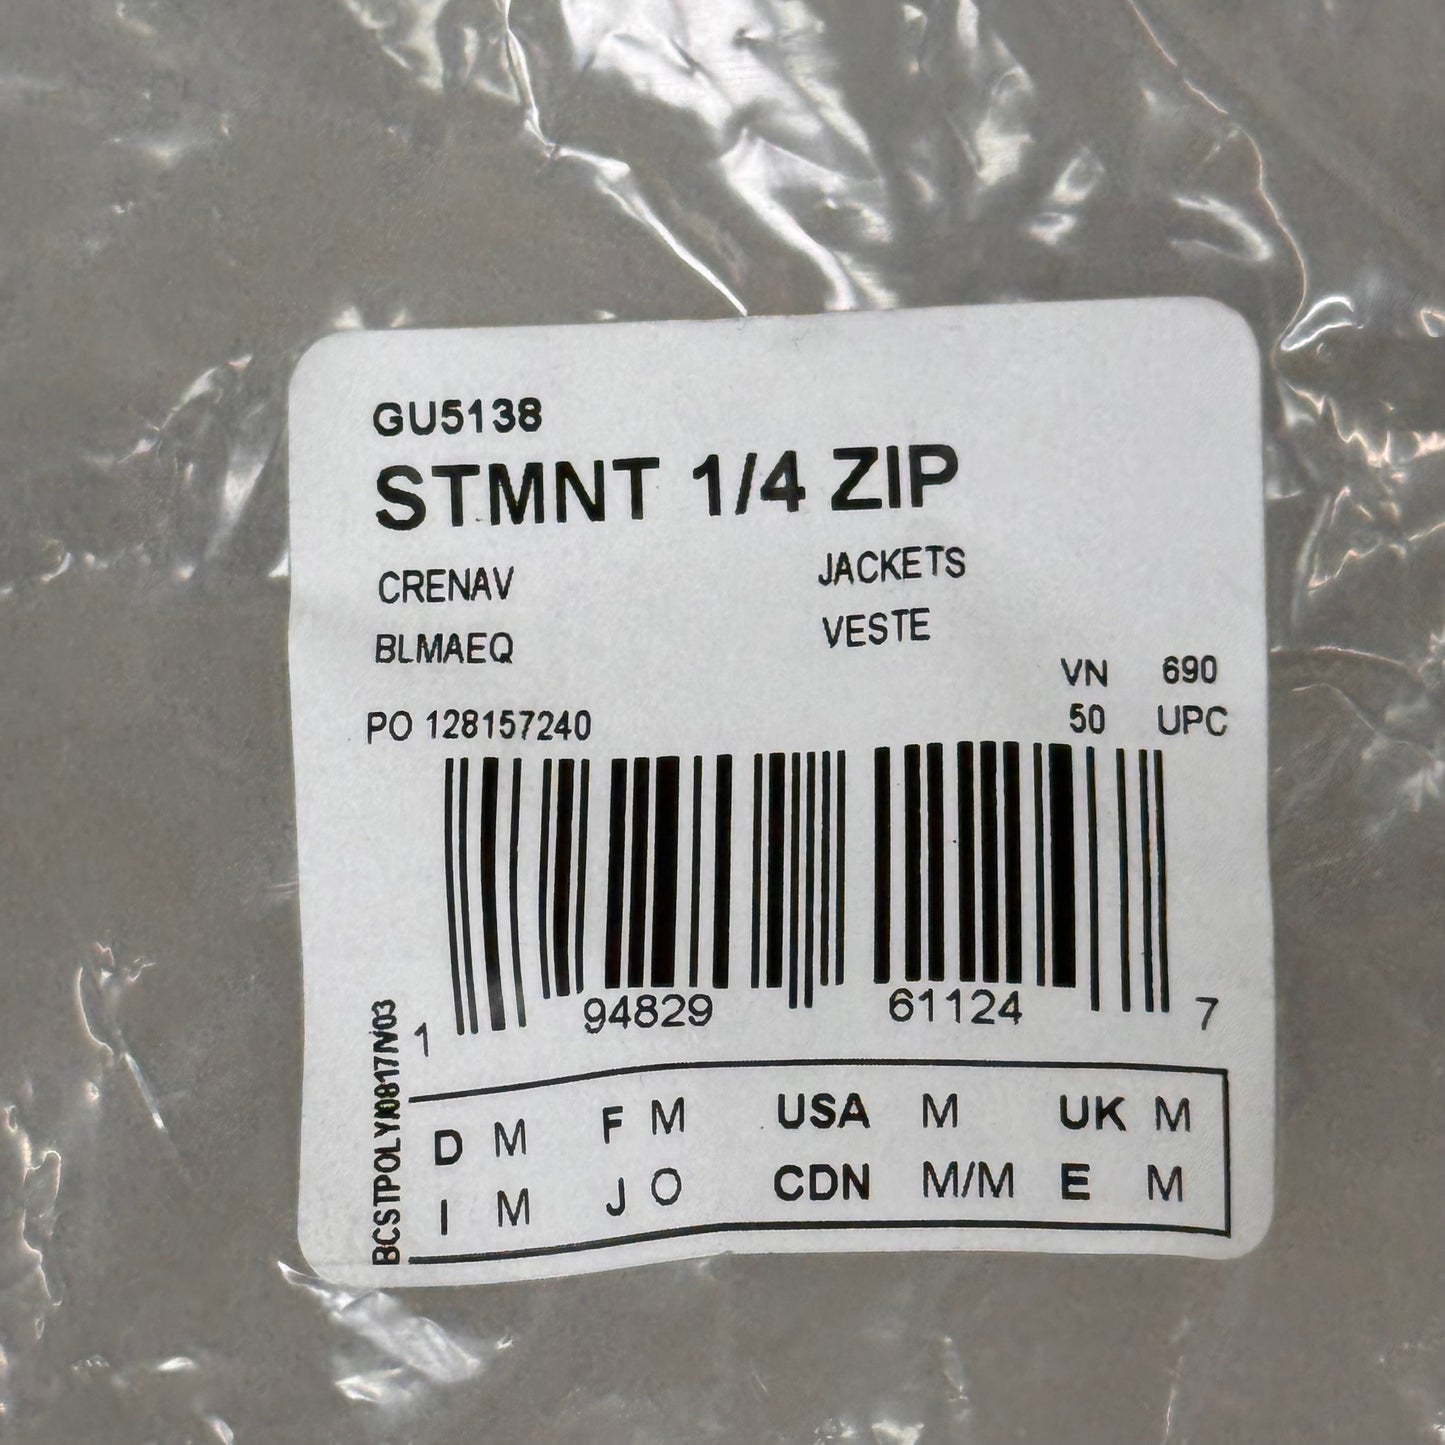 GU5138
STMNT 1/4 ZIP
CRENAV JACKETS
BLMAEQ VESTE
VN 690
PO 128157240 50 UPC
1 94829 61124 7
BCSTPOLY/0817/V03
D M F M USA M UK M
I M J O CDN M/M E M